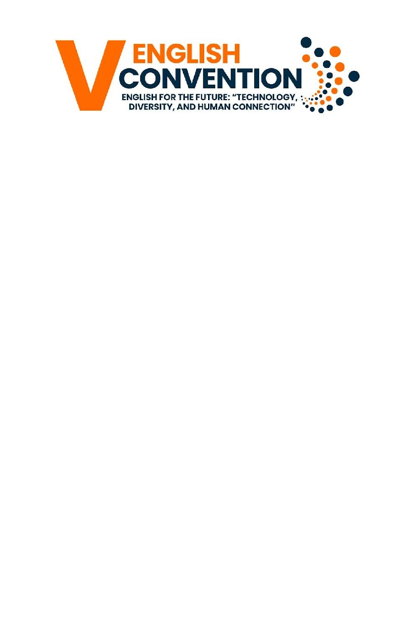 V ENGLISH
CONVENTION
ENGLISH FOR THE FUTURE: "TECHNOLOGY,
DIVERSITY, AND HUMAN CONNECTION"